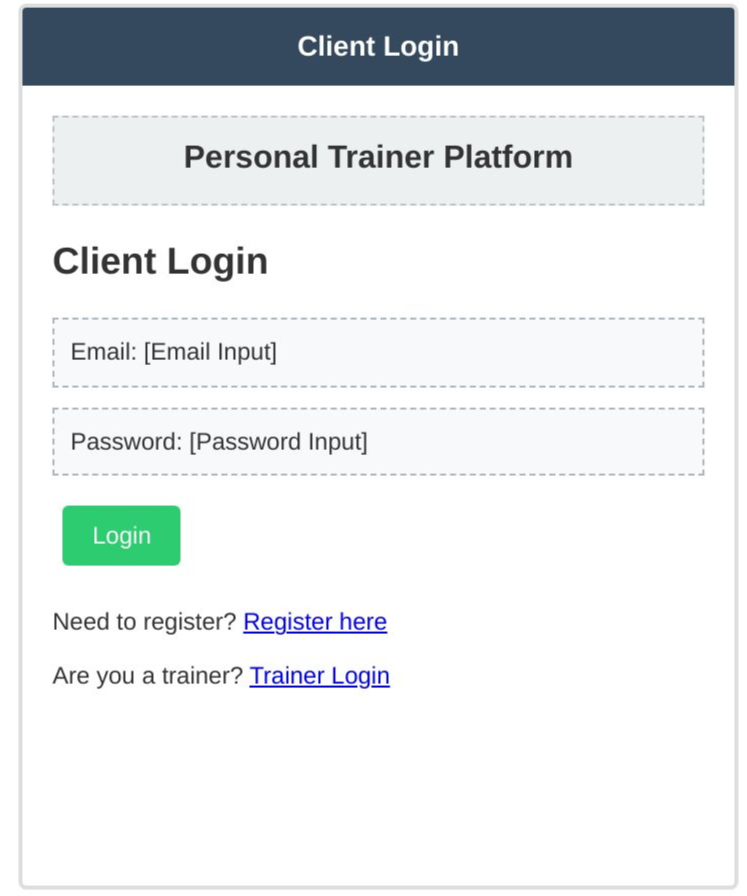 Client Login
Personal Trainer Platform
Client Login
Email: [Email Input]
Password: [Password Input]
Login
Need to register? Register here
Are you a trainer? Trainer Login